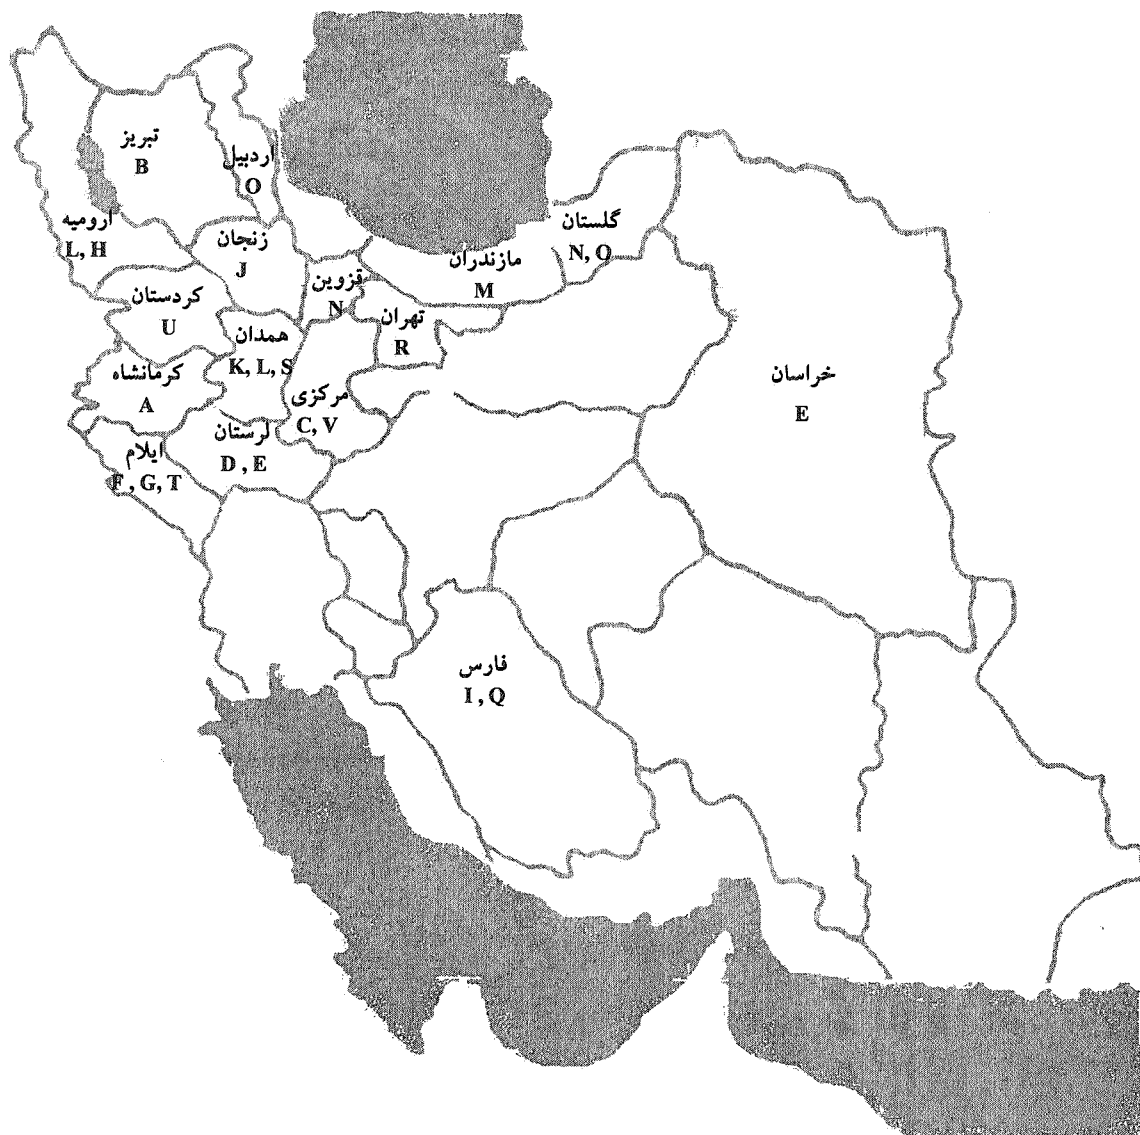 تبریز
B
اردبیل
O
ارومیه
L, H
زنجان
J
گلستان
N, O
مازندران
M
قزوین
N
کردستان
U
تهران
R
همدان
K, L, S
کرمانشاه
A
خراسان
E
مرکزی
C, V
لرستان
D , E
ایلام
F , G, T
فارس
I , Q